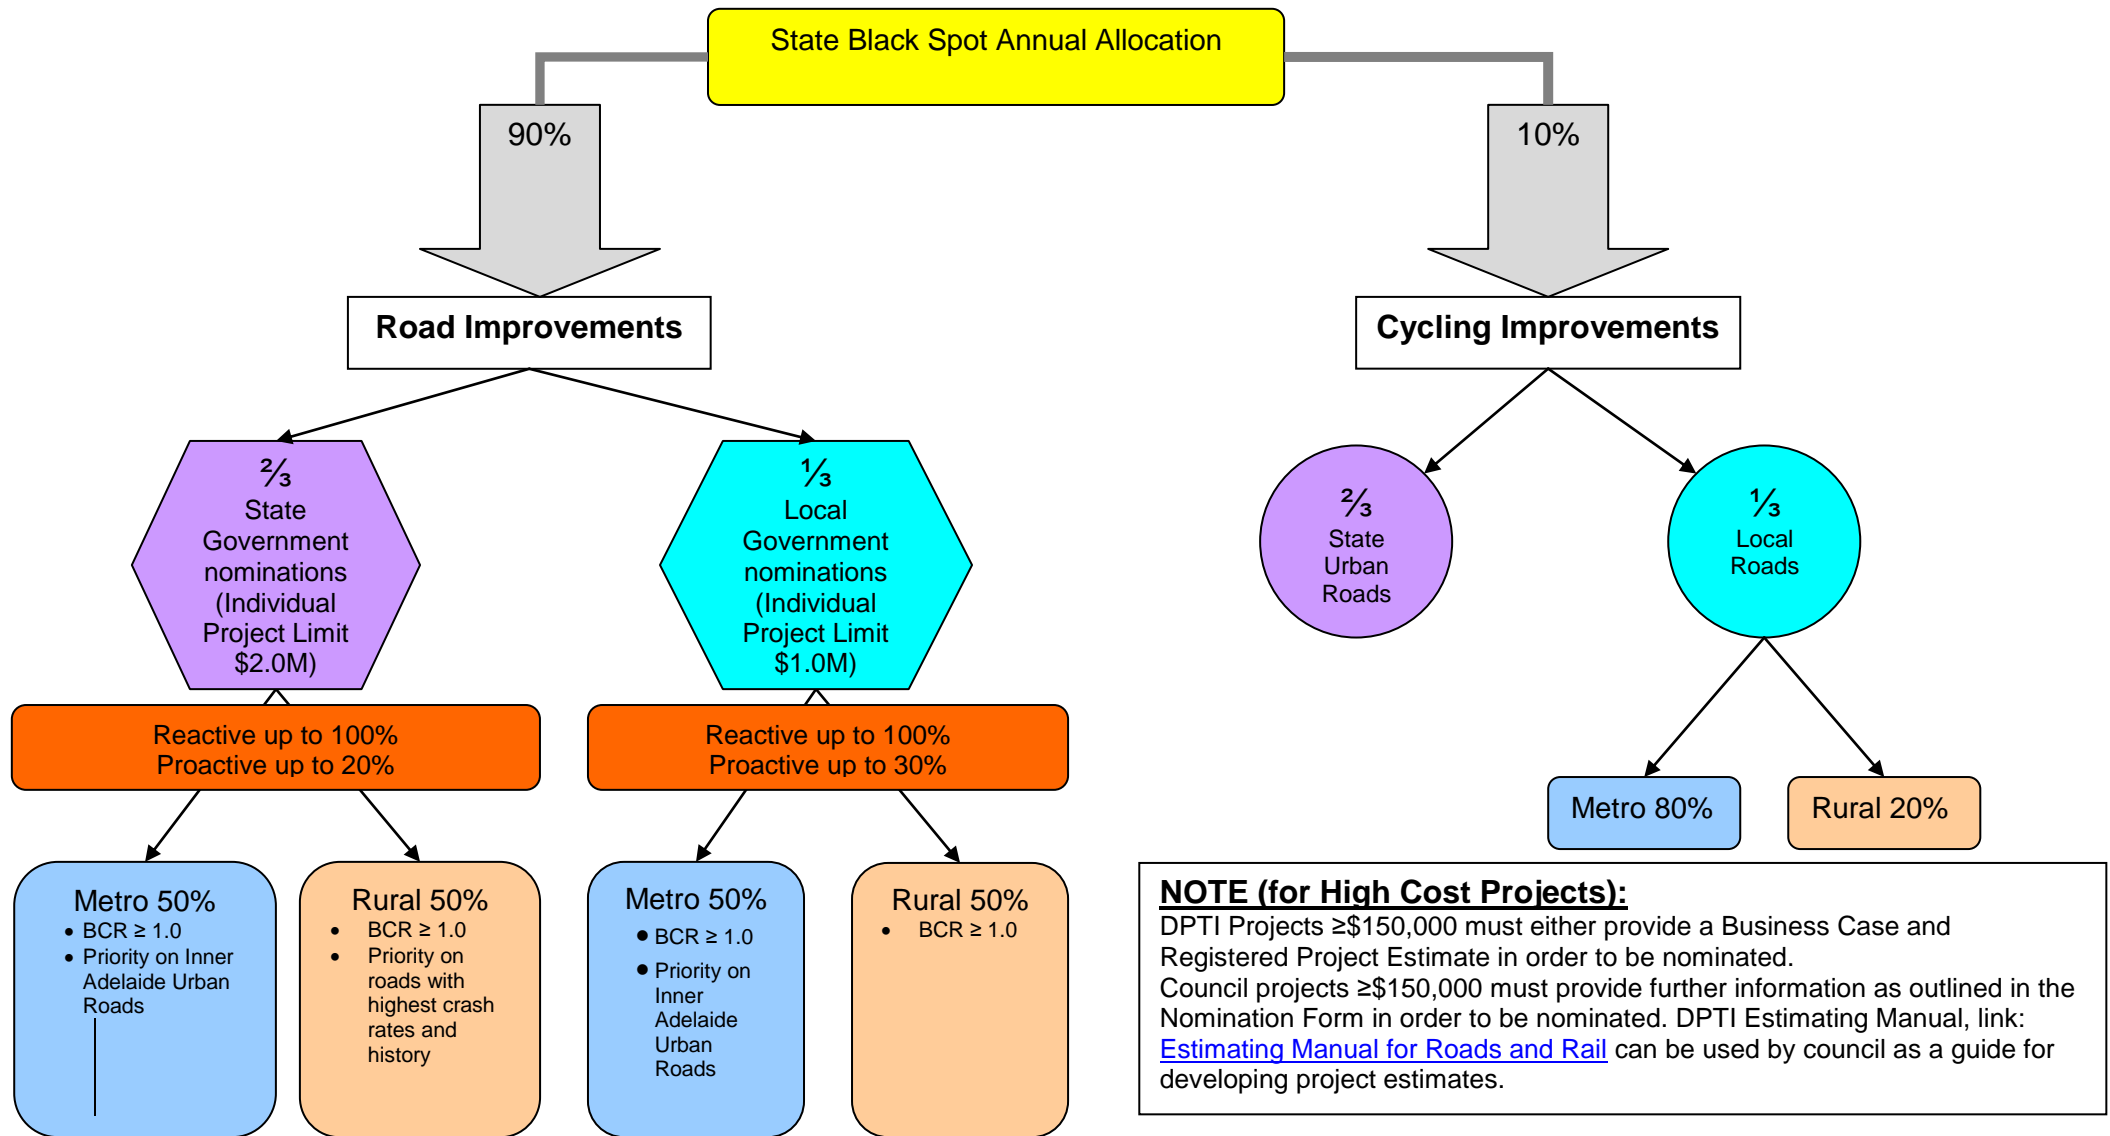 State Black Spot Annual Allocation
90%
10%
Road Improvements
Cycling Improvements
⅔
State
Government
nominations
(Individual
Project Limit
$2.0M)
⅓
Local
Government
nominations
(Individual
Project Limit
$1.0M)
⅔
State
Urban
Roads
⅓
Local
Roads
Reactive up to 100%
Proactive up to 20%
Reactive up to 100%
Proactive up to 30%
Metro 80%
Rural 20%
Metro 50%
• BCR ≥ 1.0
• Priority on Inner
Adelaide Urban
Roads
Rural 50%
• BCR ≥ 1.0
• Priority on
roads with
highest crash
rates and
history
Metro 50%
• BCR ≥ 1.0
• Priority on
Inner
Adelaide
Urban
Roads
Rural 50%
• BCR ≥ 1.0
NOTE (for High Cost Projects):
DPTI Projects ≥$150,000 must either provide a Business Case and
Registered Project Estimate in order to be nominated.
Council projects ≥$150,000 must provide further information as outlined in the
Nomination Form in order to be nominated. DPTI Estimating Manual, link:
Estimating Manual for Roads and Rail can be used by council as a guide for
developing project estimates.